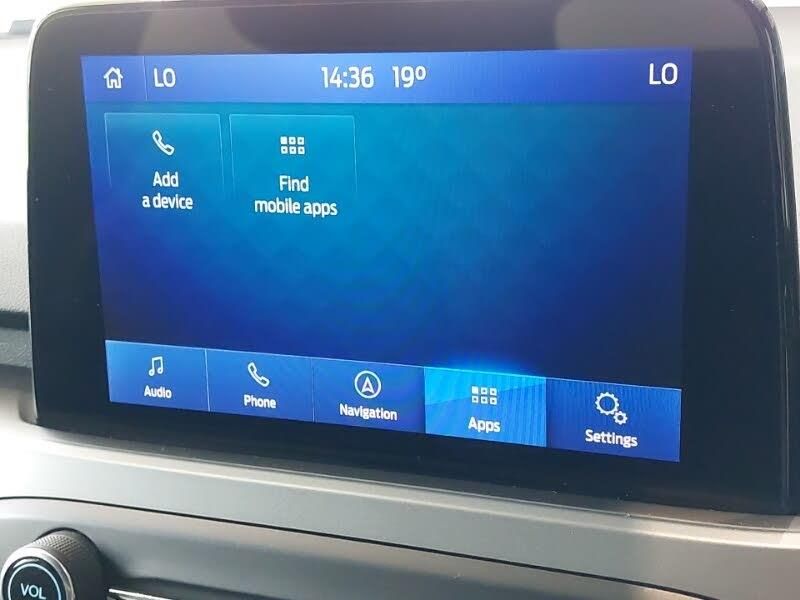 LO 14:36 19° LO
Add
a device
Find
mobile apps
Audio
Phone
Navigation
Apps
Settings
VOL